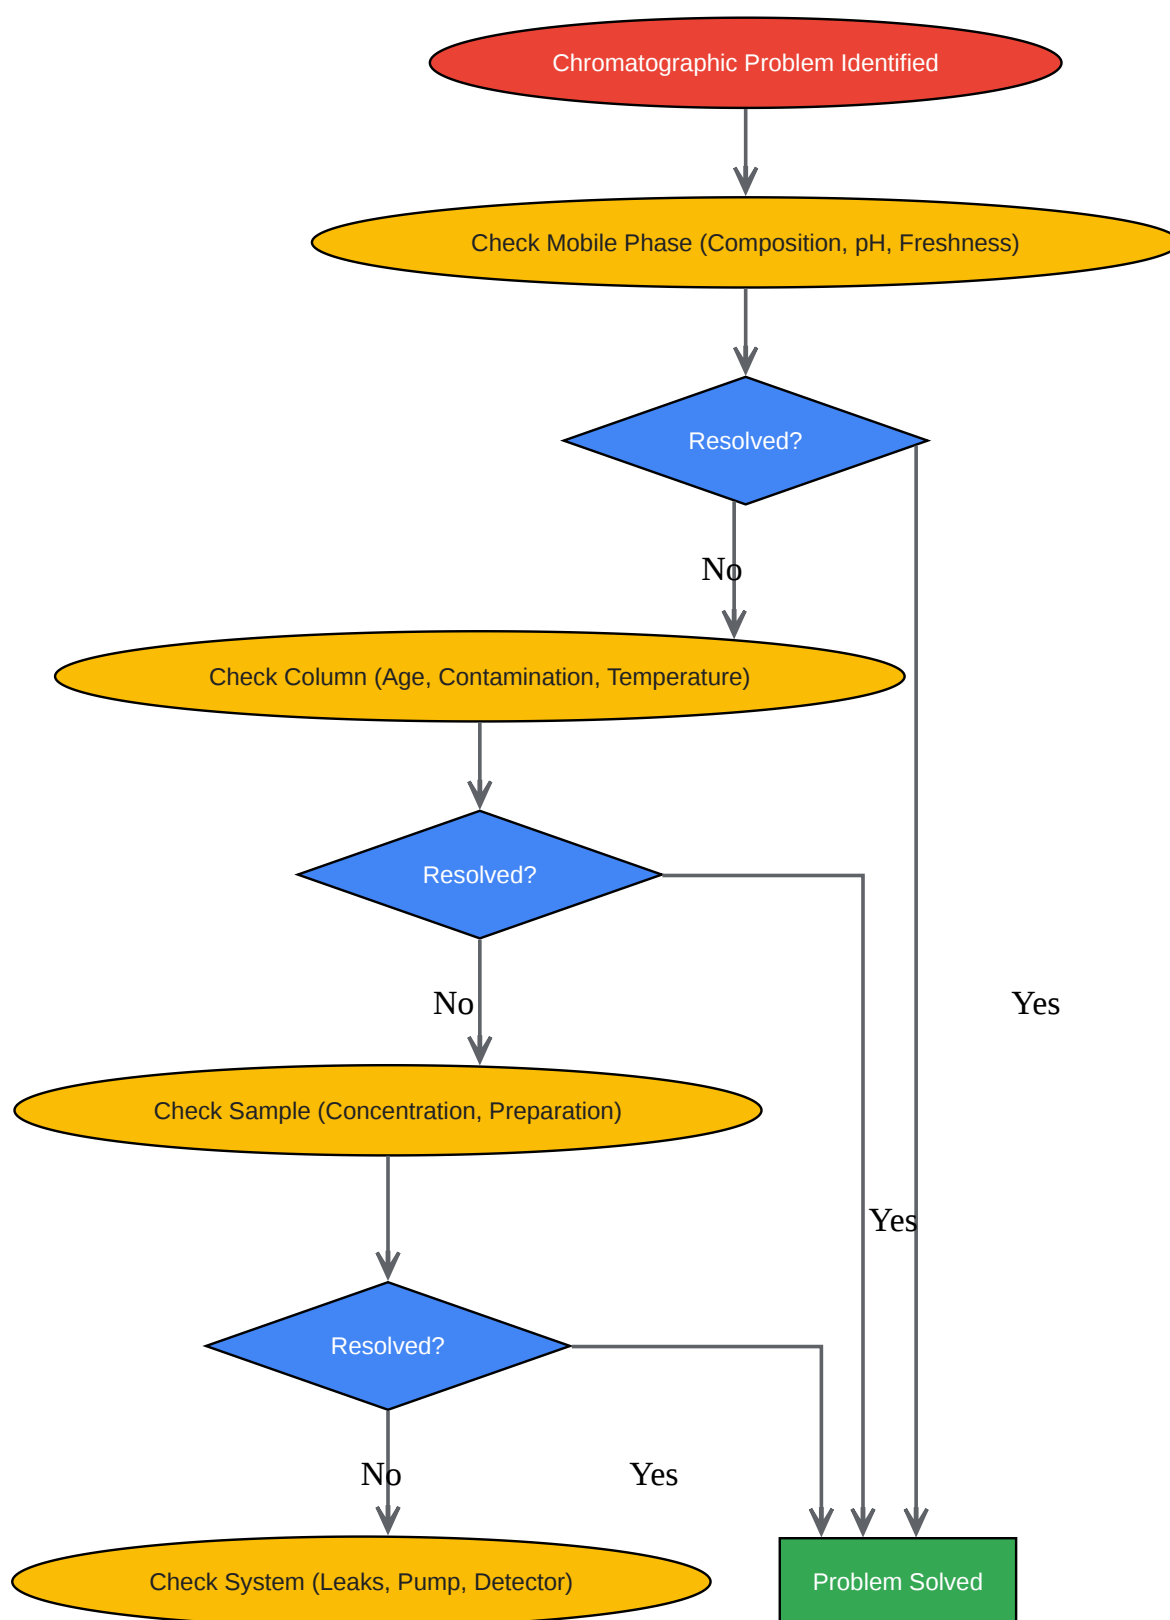 Chromatographic Problem Identified
Check Mobile Phase (Composition, pH, Freshness)
Resolved?
No
Check Column (Age, Contamination, Temperature)
Resolved?
No
Yes
Check Sample (Concentration, Preparation)
Yes
Resolved?
No
Yes
Check System (Leaks, Pump, Detector)
Problem Solved